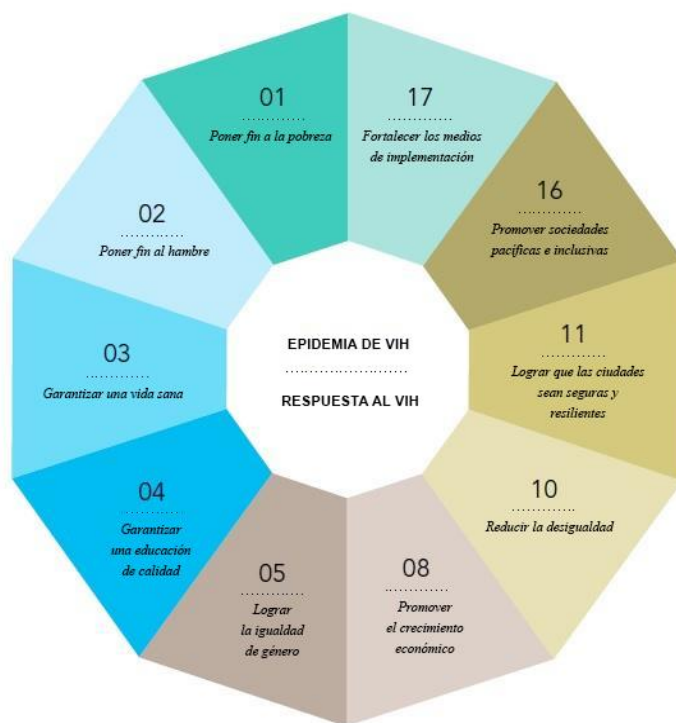 01
Poner fin a la pobreza
17
Fortalecer los medios
de implementación
16
Promover sociedades
pacíficas e inclusivas
11
Lograr que las ciudades
sean seguras y
resilientes
10
Reducir la desigualdad
08
Promover
el crecimiento
económico
05
Lograr
la igualdad
de género
04
Garantizar
una educación
de calidad
03
Garantizar una vida sana
02
Poner fin al hambre
EPIDEMIA DE VIH
RESPUESTA AL VIH